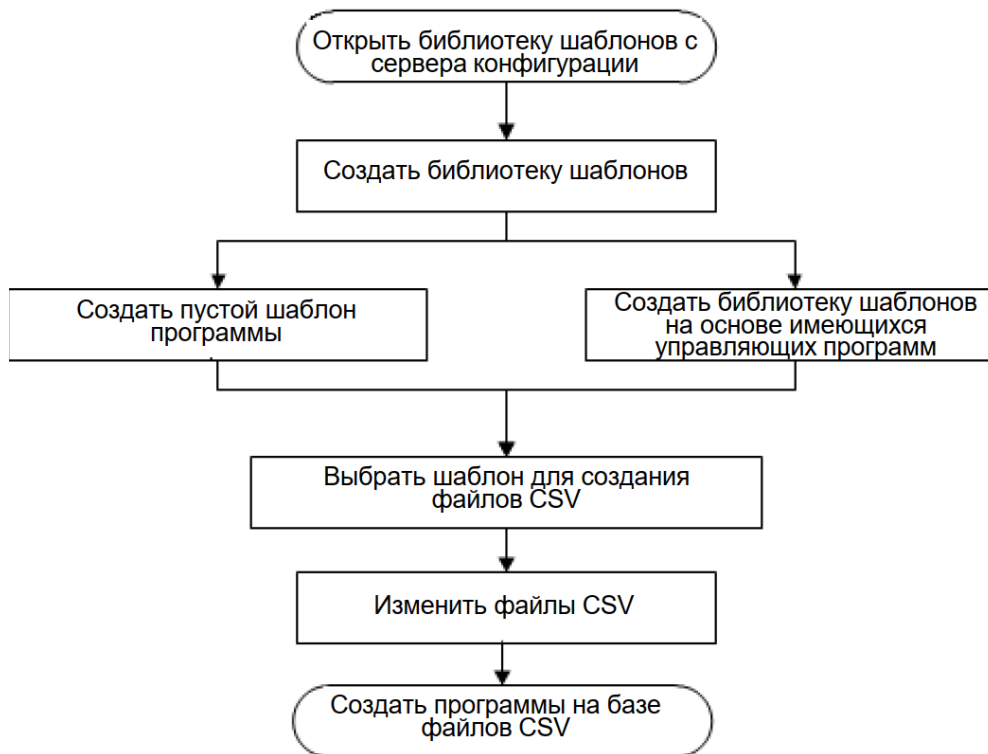 Открыть библиотеку шаблонов с
сервера конфигурации
Создать библиотеку шаблонов
Создать пустой шаблон
программы
Создать библиотеку шаблонов
на основе имеющихся
управляющих программ
Выбрать шаблон для создания
файлов CSV
Изменить файлы CSV
Создать программы на базе
файлов CSV